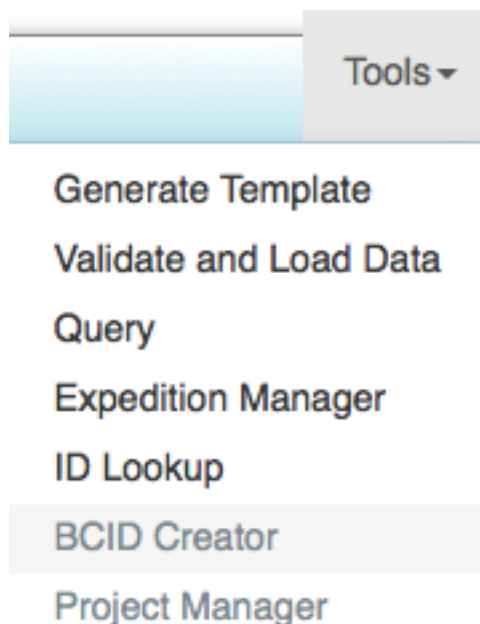 Tools
Generate Template
Validate and Load Data
Query
Expedition Manager
ID Lookup
BCID Creator
Project Manager